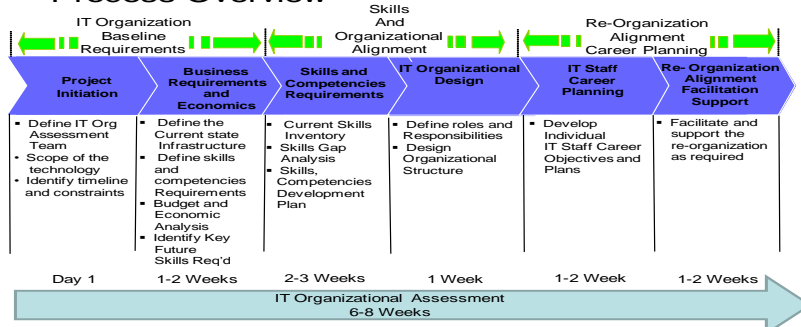 Process Overview
IT Organization
Baseline
Requirements
Skills
And
Organizational
Alignment
Re-Organization
Alignment
Career Planning
Project
Initiation
Business
Requirements
and
Economics
Skills and
Competencies
Requirements
IT Organizational
Design
IT Staff
Career
Planning
Re- Organization
Alignment
Facilitation
Support
▪ Define IT Org
Assessment
Team
• Scope of the
technology
• Identify timeline
and constraints
▪ Define the
Current state
Infrastructure
▪ Define skills
and
competencies
Requirements
▪ Budget and
Economic
Analysis
▪ Identify Key
Future
Skills Req'd
▪ Current Skills
Inventory
▪ Skills Gap
Analysis
▪ Skills,
Competencies
Development
Plan
▪ Define roles and
Responsibilities
▪ Design
Organizational
Structure
▪ Develop
Individual
IT Staff Career
Objectives and
Plans
▪ Facilitate and
support the
re-organization
as required
Day 1
1-2 Weeks
2-3 Weeks
1 Week
1-2 Week
1-2 Weeks
IT Organizational Assessment
6-8 Weeks